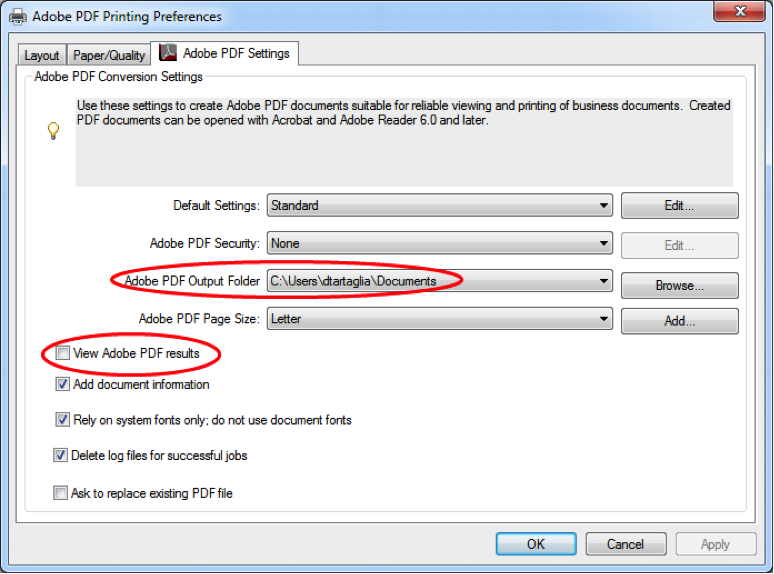 Adobe PDF Printing Preferences
Layout Paper/Quality Adobe PDF Settings
Adobe PDF Conversion Settings
Use these settings to create Adobe PDF documents suitable for reliable viewing and printing of business documents.  Created
PDF documents can be opened with Acrobat and Adobe Reader 6.0 and later.
Default Settings: Standard Edit...
Adobe PDF Security: None Edit...
Adobe PDF Output Folder C:\Users\dtartaglia\Documents Browse...
Adobe PDF Page Size: Letter Add...
View Adobe PDF results
Add document information
Rely on system fonts only; do not use document fonts
Delete log files for successful jobs
Ask to replace existing PDF file
OK Cancel Apply